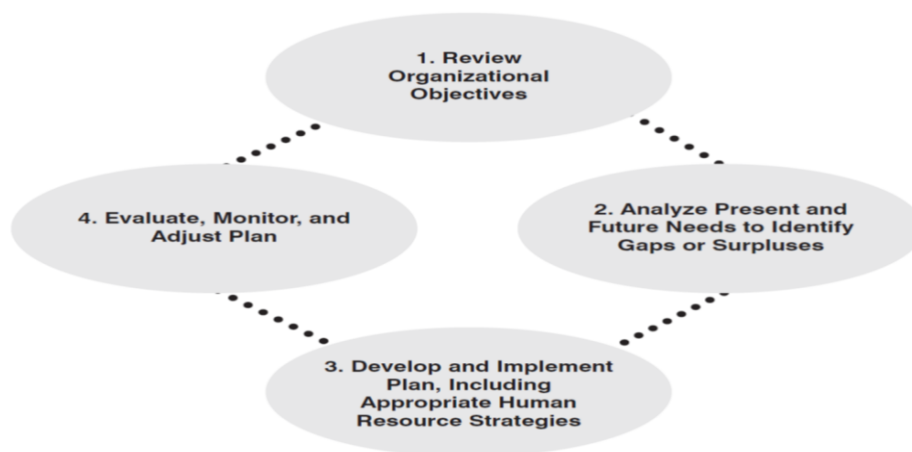 1. Review
Organizational
Objectives
2. Analyze Present and
Future Needs to Identify
Gaps or Surpluses
3. Develop and Implement
Plan, Including
Appropriate Human
Resource Strategies
4. Evaluate, Monitor, and
Adjust Plan